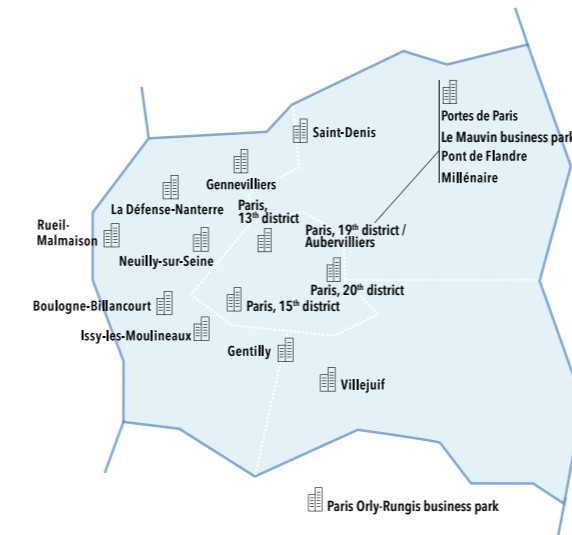 Portes de Paris
Le Mauvin business park
Pont de Flandre
Millénaire
Saint-Denis
Gennevilliers
La Défense-Nanterre
Paris,
13th district
Rueil-
Malmaison
Neuilly-sur-Seine
Paris, 19th district /
Aubervilliers
Paris, 20th district
Boulogne-Billancourt
Paris, 15th district
Issy-les-Moulineaux
Gentilly
Villejuif
Paris Orly-Rungis business park